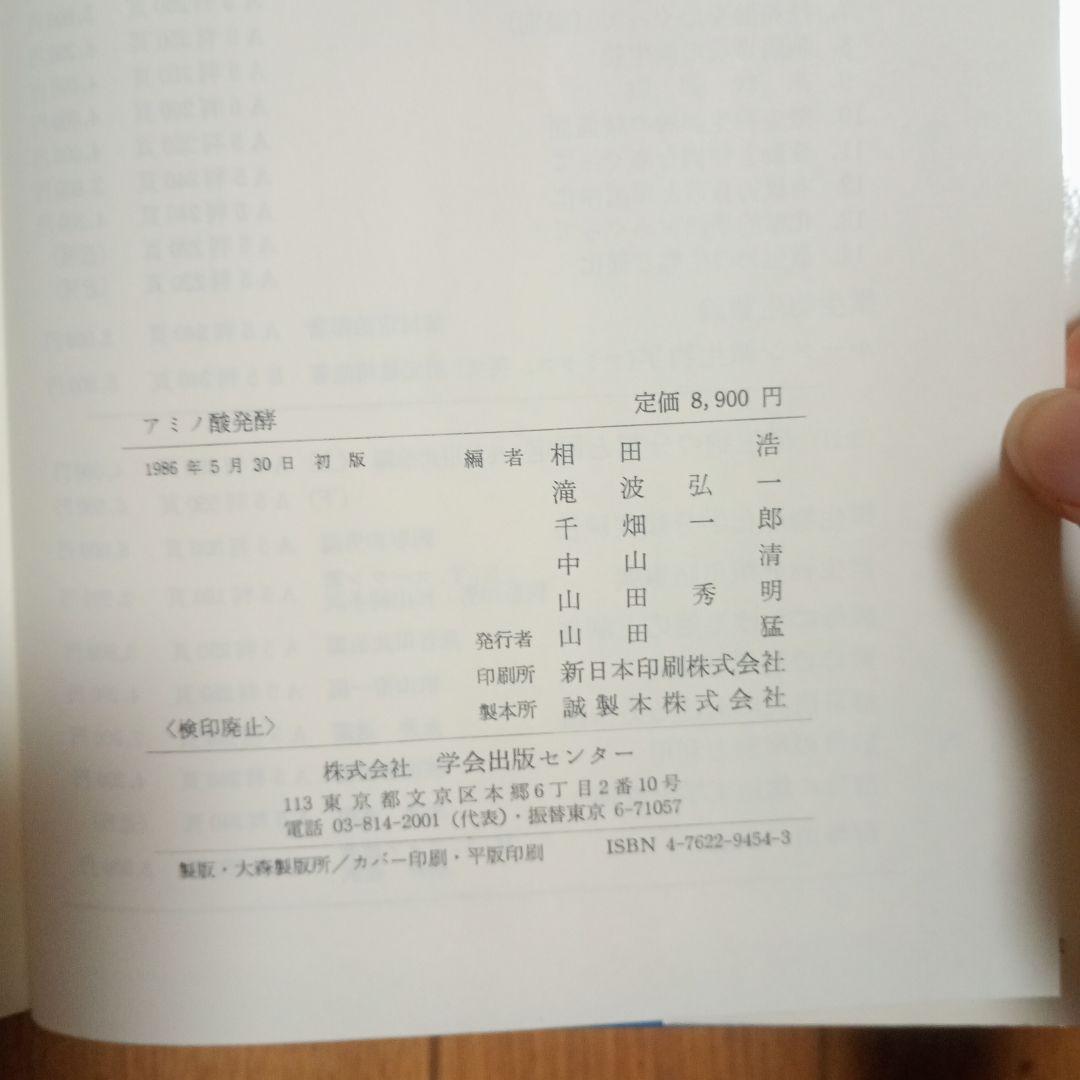 アミノ酸発酵 定価 8,900 円
1986 年 5 月 30 日 初 版 編 者 相 田 浩
滝 波 弘 一
千 畑 一 郎
中 山 清
山 田 秀 明
発行者 山 田 猛
印刷所 新日本印刷株式会社
〈検印廃止〉 製本所 誠製本株式会社
株式会社 学会出版センター
113 東京都文京区本郷6丁目2番10号
電話 03-814-2001 (代表)・振替東京 6-71057
製版・大森製版所/カバー印刷・平版印刷 ISBN 4-7622-9454-3